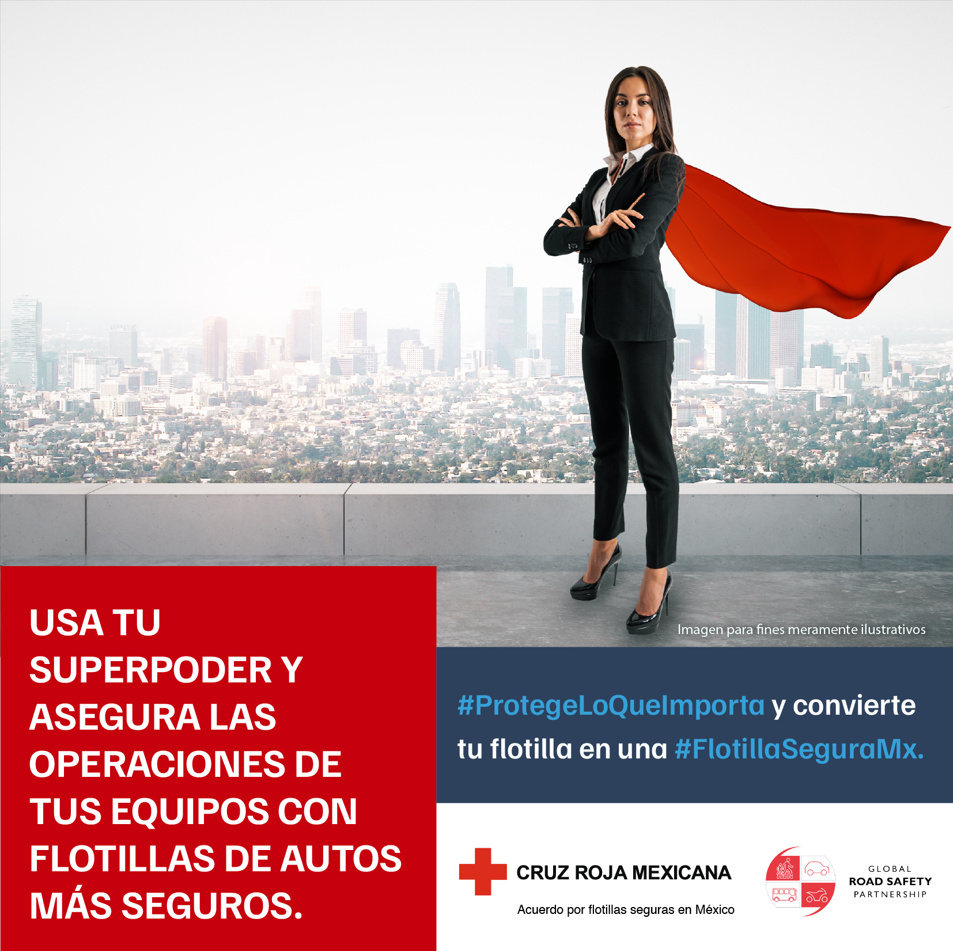 Imagen para fines meramente ilustrativos
USA TU
SUPERPODER Y
ASEGURA LAS
OPERACIONES DE
TUS EQUIPOS CON
FLOTILLAS DE AUTOS
MÁS SEGUROS.
#ProtegeLoQueImporta y convierte
tu flotilla en una #FlotillaSeguraMx.
CRUZ ROJA MEXICANA
Acuerdo por flotillas seguras en México
GLOBAL
ROAD SAFETY
PARTNERSHIP